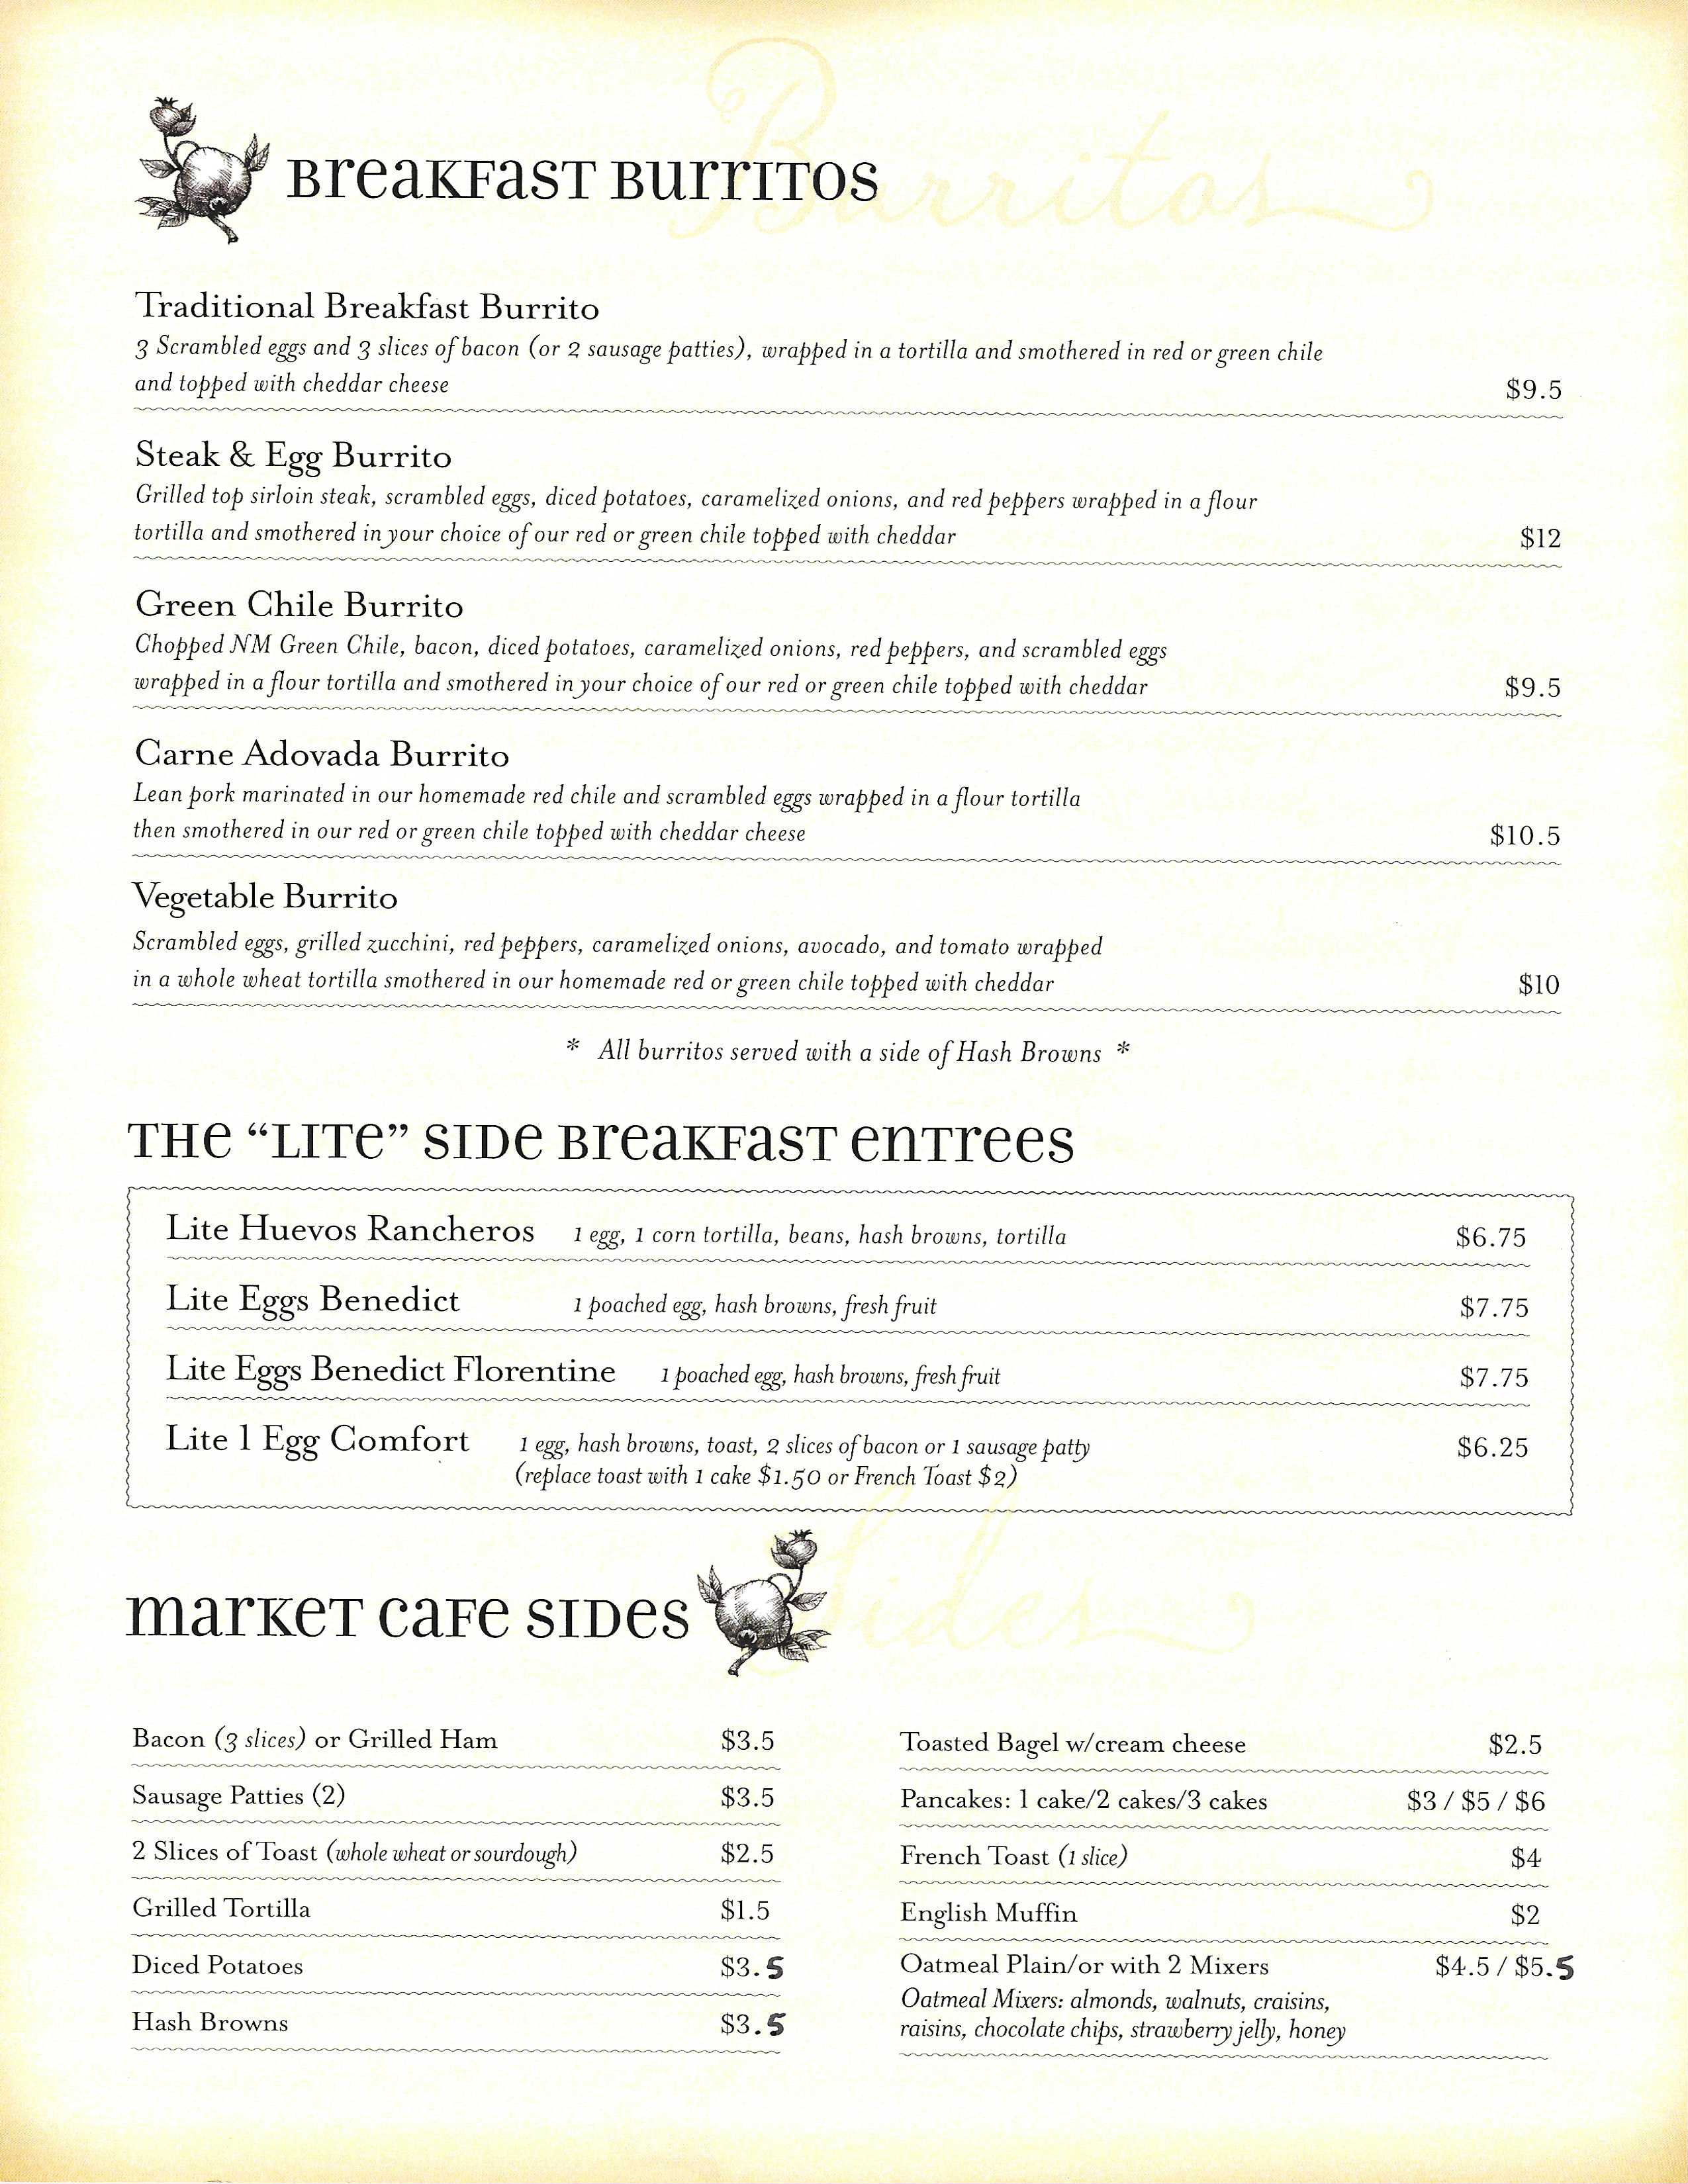 Burritos
Breakfast Burritos
Traditional Breakfast Burrito
3 Scrambled eggs and 3 slices of bacon (or 2 sausage patties), wrapped in a tortilla and smothered in red or green chile
and topped with cheddar cheese $9.5
Steak & Egg Burrito
Grilled top sirloin steak, scrambled eggs, diced potatoes, caramelized onions, and red peppers wrapped in a flour
tortilla and smothered in your choice of our red or green chile topped with cheddar $12
Green Chile Burrito
Chopped NM Green Chile, bacon, diced potatoes, caramelized onions, red peppers, and scrambled eggs
wrapped in a flour tortilla and smothered in your choice of our red or green chile topped with cheddar $9.5
Carne Adovada Burrito
Lean pork marinated in our homemade red chile and scrambled eggs wrapped in a flour tortilla
then smothered in our red or green chile topped with cheddar cheese $10.5
Vegetable Burrito
Scrambled eggs, grilled zucchini, red peppers, caramelized onions, avocado, and tomato wrapped
in a whole wheat tortilla smothered in our homemade red or green chile topped with cheddar $10
* All burritos served with a side of Hash Browns *
The “Lite” Side Breakfast Entrees
Lite Huevos Rancheros 1 egg, 1 corn tortilla, beans, hash browns, tortilla $6.75
Lite Eggs Benedict 1 poached egg, hash browns, fresh fruit $7.75
Lite Eggs Benedict Florentine 1 poached egg, hash browns, fresh fruit $7.75
Lite 1 Egg Comfort 1 egg, hash browns, toast, 2 slices of bacon or 1 sausage patty $6.25
(replace toast with 1 cake $1.50 or French Toast $2)
Sides
Market Cafe Sides
Bacon (3 slices) or Grilled Ham $3.5
Sausage Patties (2) $3.5
2 Slices of Toast (whole wheat or sourdough) $2.5
Grilled Tortilla $1.5
Diced Potatoes $3.5
Hash Browns $3.5
Toasted Bagel w/cream cheese $2.5
Pancakes: 1 cake/2 cakes/3 cakes $3 / $5 / $6
French Toast (1 slice) $4
English Muffin $2
Oatmeal Plain/or with 2 Mixers $4.5 / $5.5
Oatmeal Mixers: almonds, walnuts, craisins,
raisins, chocolate chips, strawberry jelly, honey